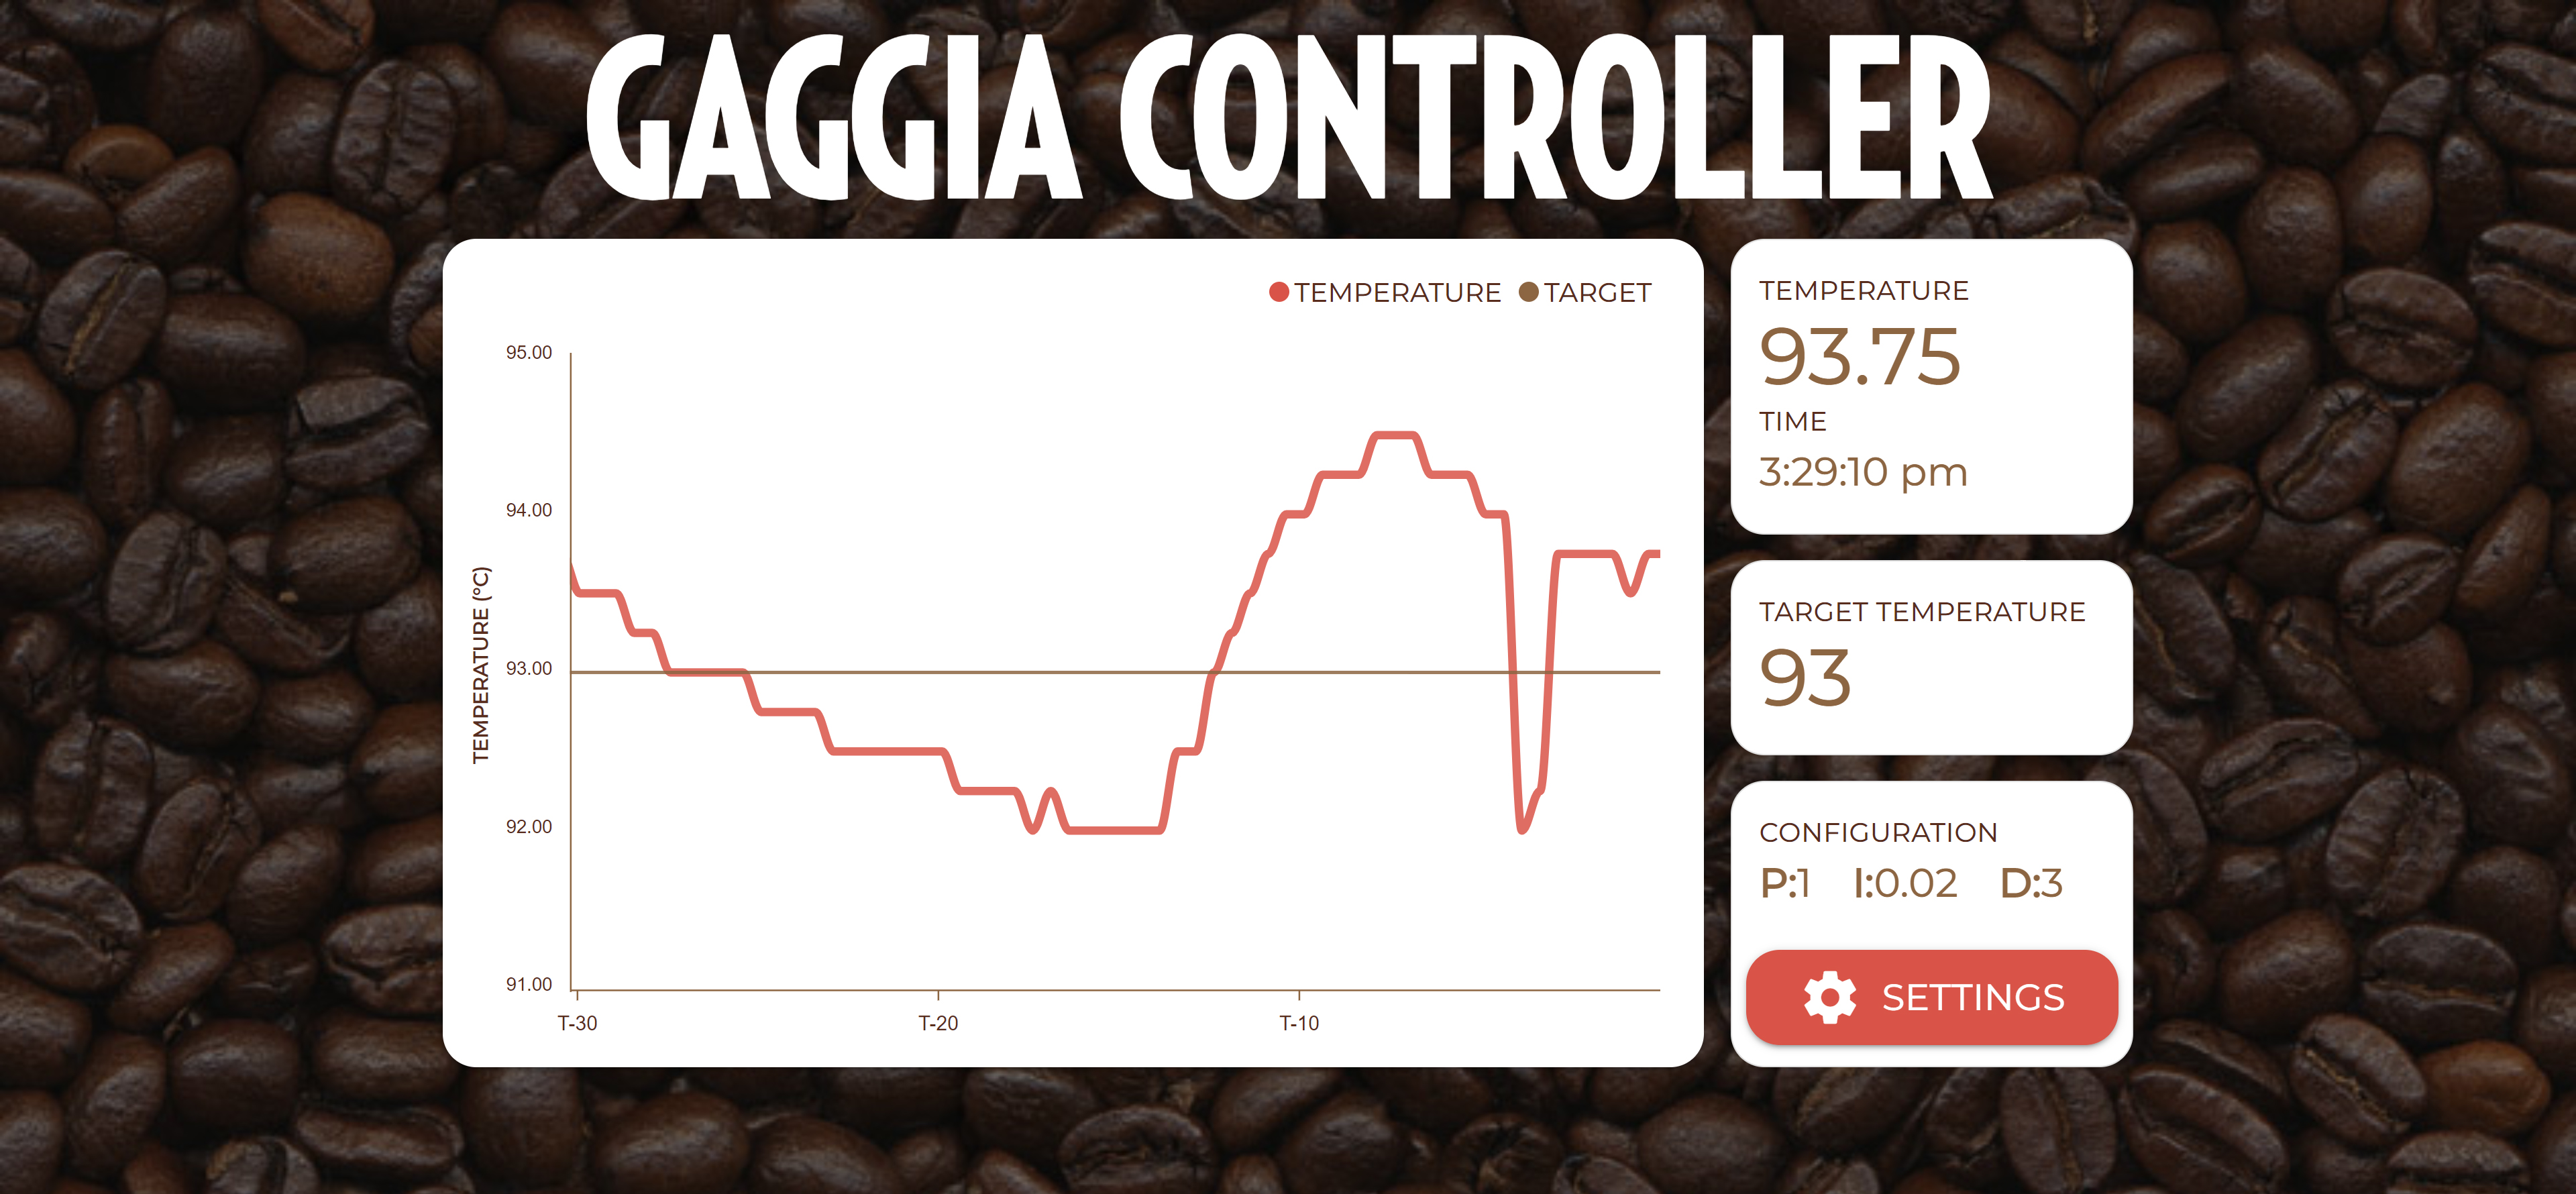 GAGGIA CONTROLLER
TEMPERATURE TARGET
95.00
94.00
93.00
92.00
91.00
TEMPERATURE (°C)
T-30 T-20 T-10
TEMPERATURE
93.75
TIME
3:29:10 pm
TARGET TEMPERATURE
93
CONFIGURATION
P:1 I:0.02 D:3
SETTINGS